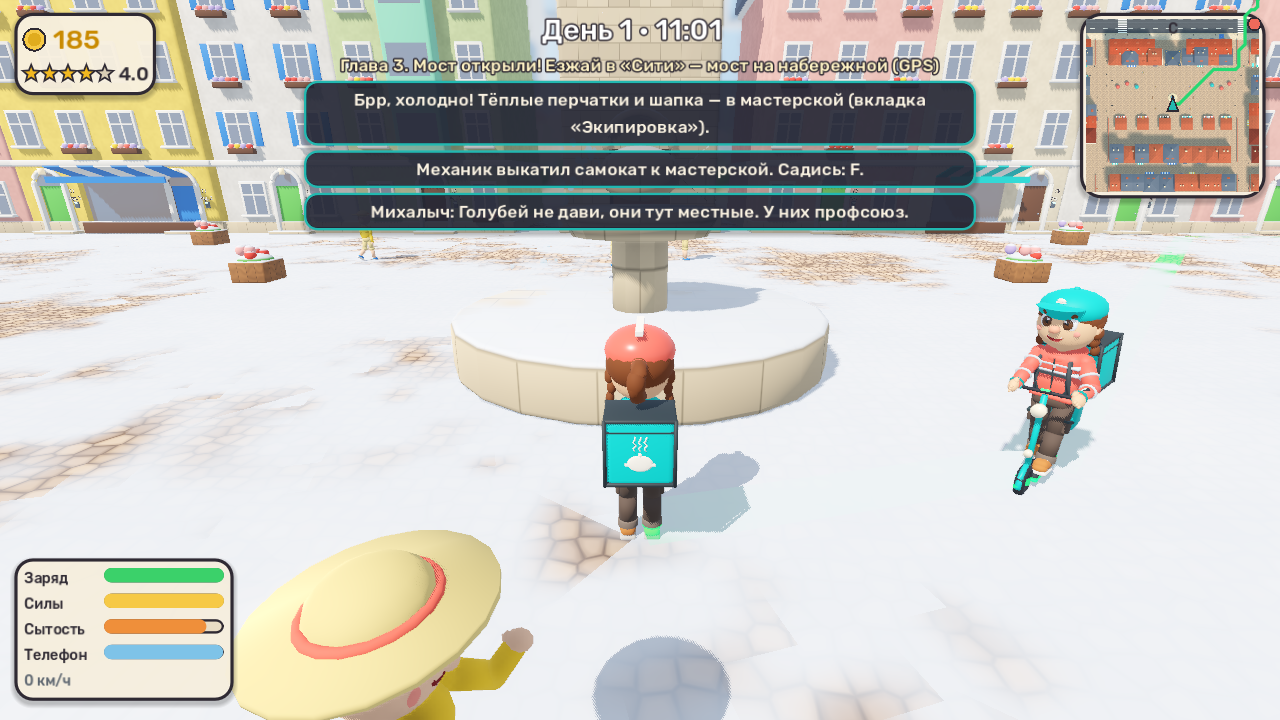 185
4.0
День 1 • 11:01
Глава 3. Мост открыли! Езжай в «Сити» — мост на набережной (GPS)
Брр, холодно! Тёплые перчатки и шапка — в мастерской (вкладка
«Экипировка»).
Механик выкатил самокат к мастерской. Садись: F.
Михалыч: Голубей не дави, они тут местные. У них профсоюз.
Заряд
Силы
Сытость
Телефон
0 км/ч